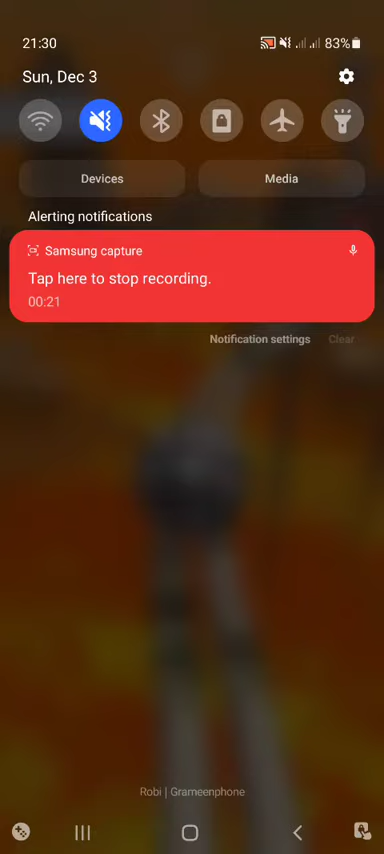 21:30
83%
Sun, Dec 3
Devices
Media
Alerting notifications
Samsung capture
Tap here to stop recording.
00:21
Notification settings
Clear
Robi | Grameenphone